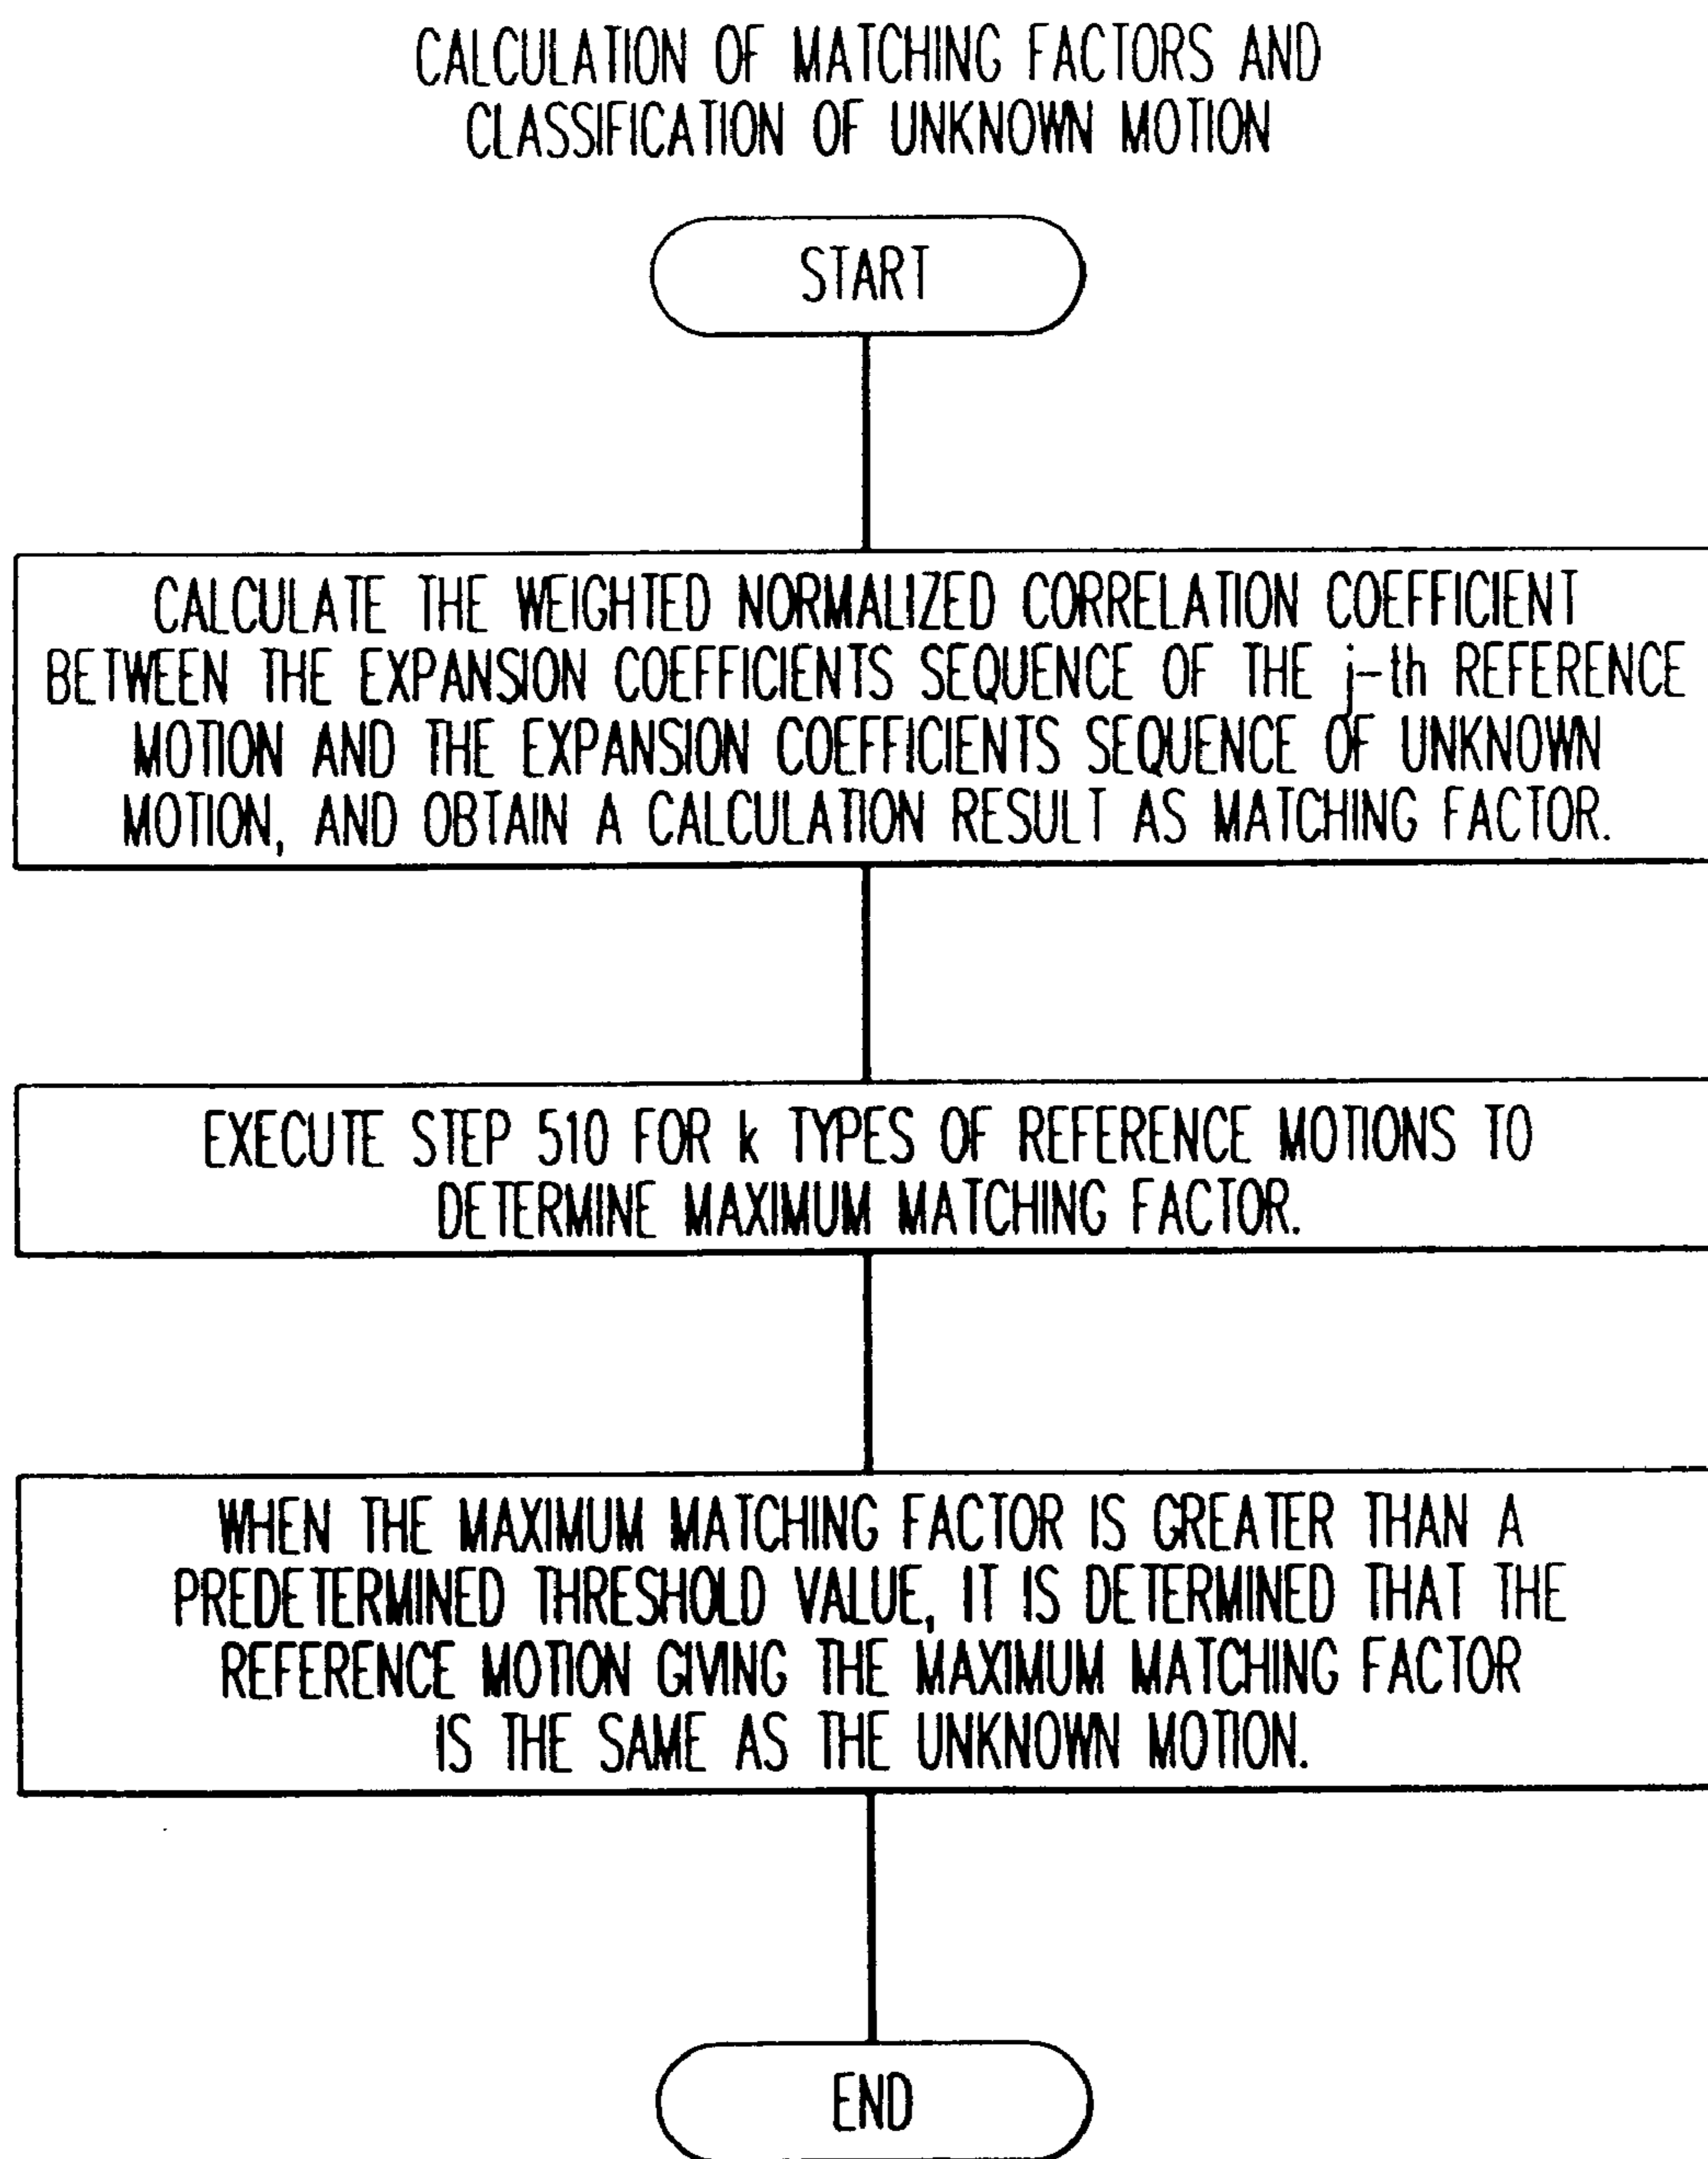 CALCULATION OF MATCHING FACTORS AND
CLASSIFICATION OF UNKNOWN MOTION
START
CALCULATE THE WEIGHTED NORMALIZED CORRELATION COEFFICIENT
BETWEEN THE EXPANSION COEFFICIENTS SEQUENCE OF THE j-th REFERENCE
MOTION AND THE EXPANSION COEFFICIENTS SEQUENCE OF UNKNOWN
MOTION, AND OBTAIN A CALCULATION RESULT AS MATCHING FACTOR.
EXECUTE STEP 510 FOR k TYPES OF REFERENCE MOTIONS TO
DETERMINE MAXIMUM MATCHING FACTOR.
WHEN THE MAXIMUM MATCHING FACTOR IS GREATER THAN A
PREDETERMINED THRESHOLD VALUE, IT IS DETERMINED THAT THE
REFERENCE MOTION GIVING THE MAXIMUM MATCHING FACTOR
IS THE SAME AS THE UNKNOWN MOTION.
END